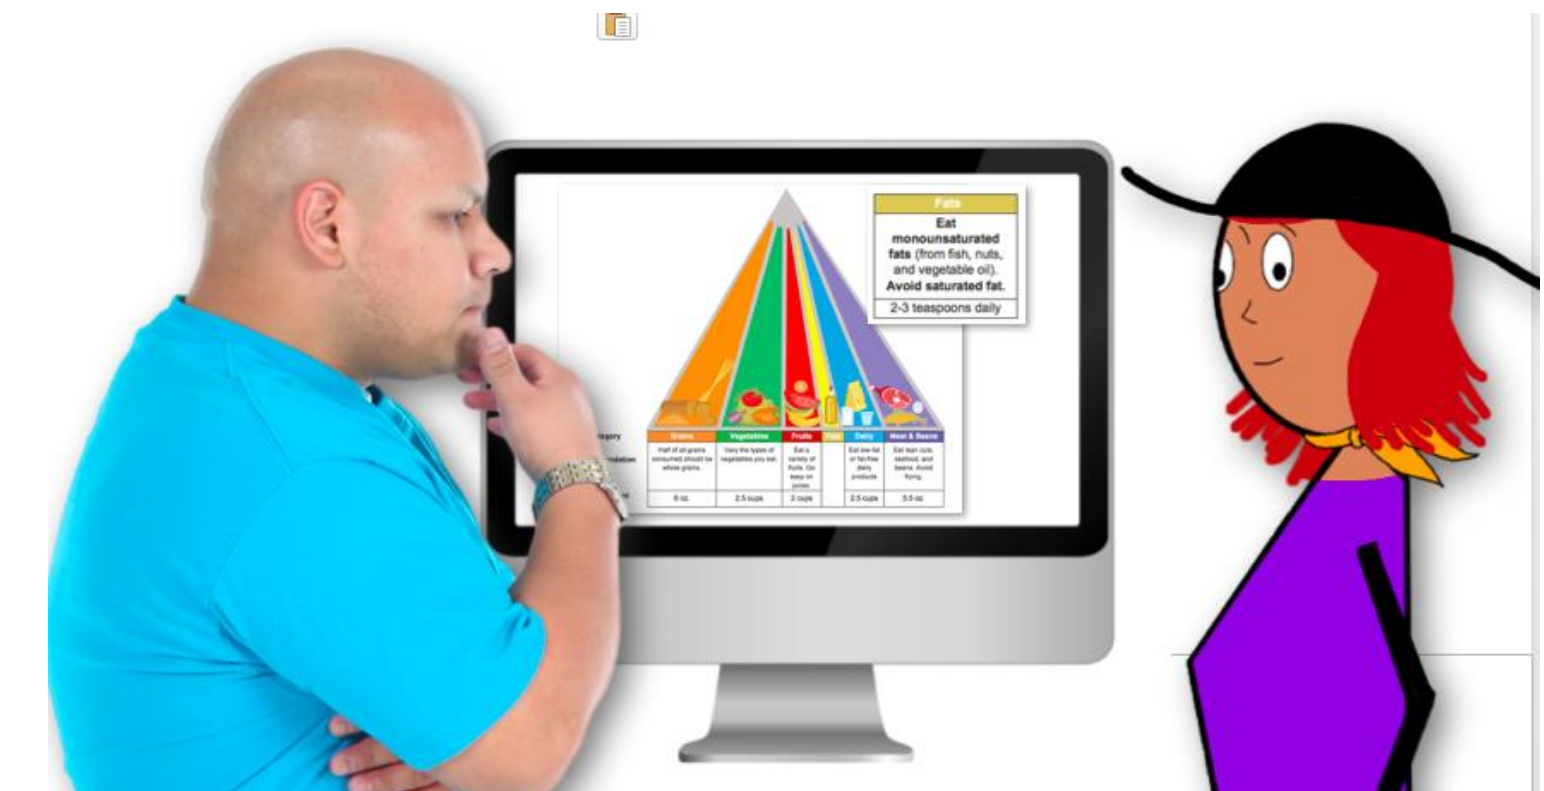 Fats
Eat
monounsaturated
fats (from fish, nuts,
and vegetable oil).
Avoid saturated fat.
2-3 teaspoons daily
egory Grains Vegetables Fruits Fats Dairy Meat & Beans
ndation
Half of all grains
consumed should be
whole grains.
Vary the types of
vegetables you eat.
Eat a
variety of
fruits. Go
easy on
juices
Eat low-fat
or fat-free
dairy
products
Eat lean cuts,
seafood, and
beans. Avoid
frying.
6 oz. 2.5 cups 2 cups 2.5 cups 5.5 oz.